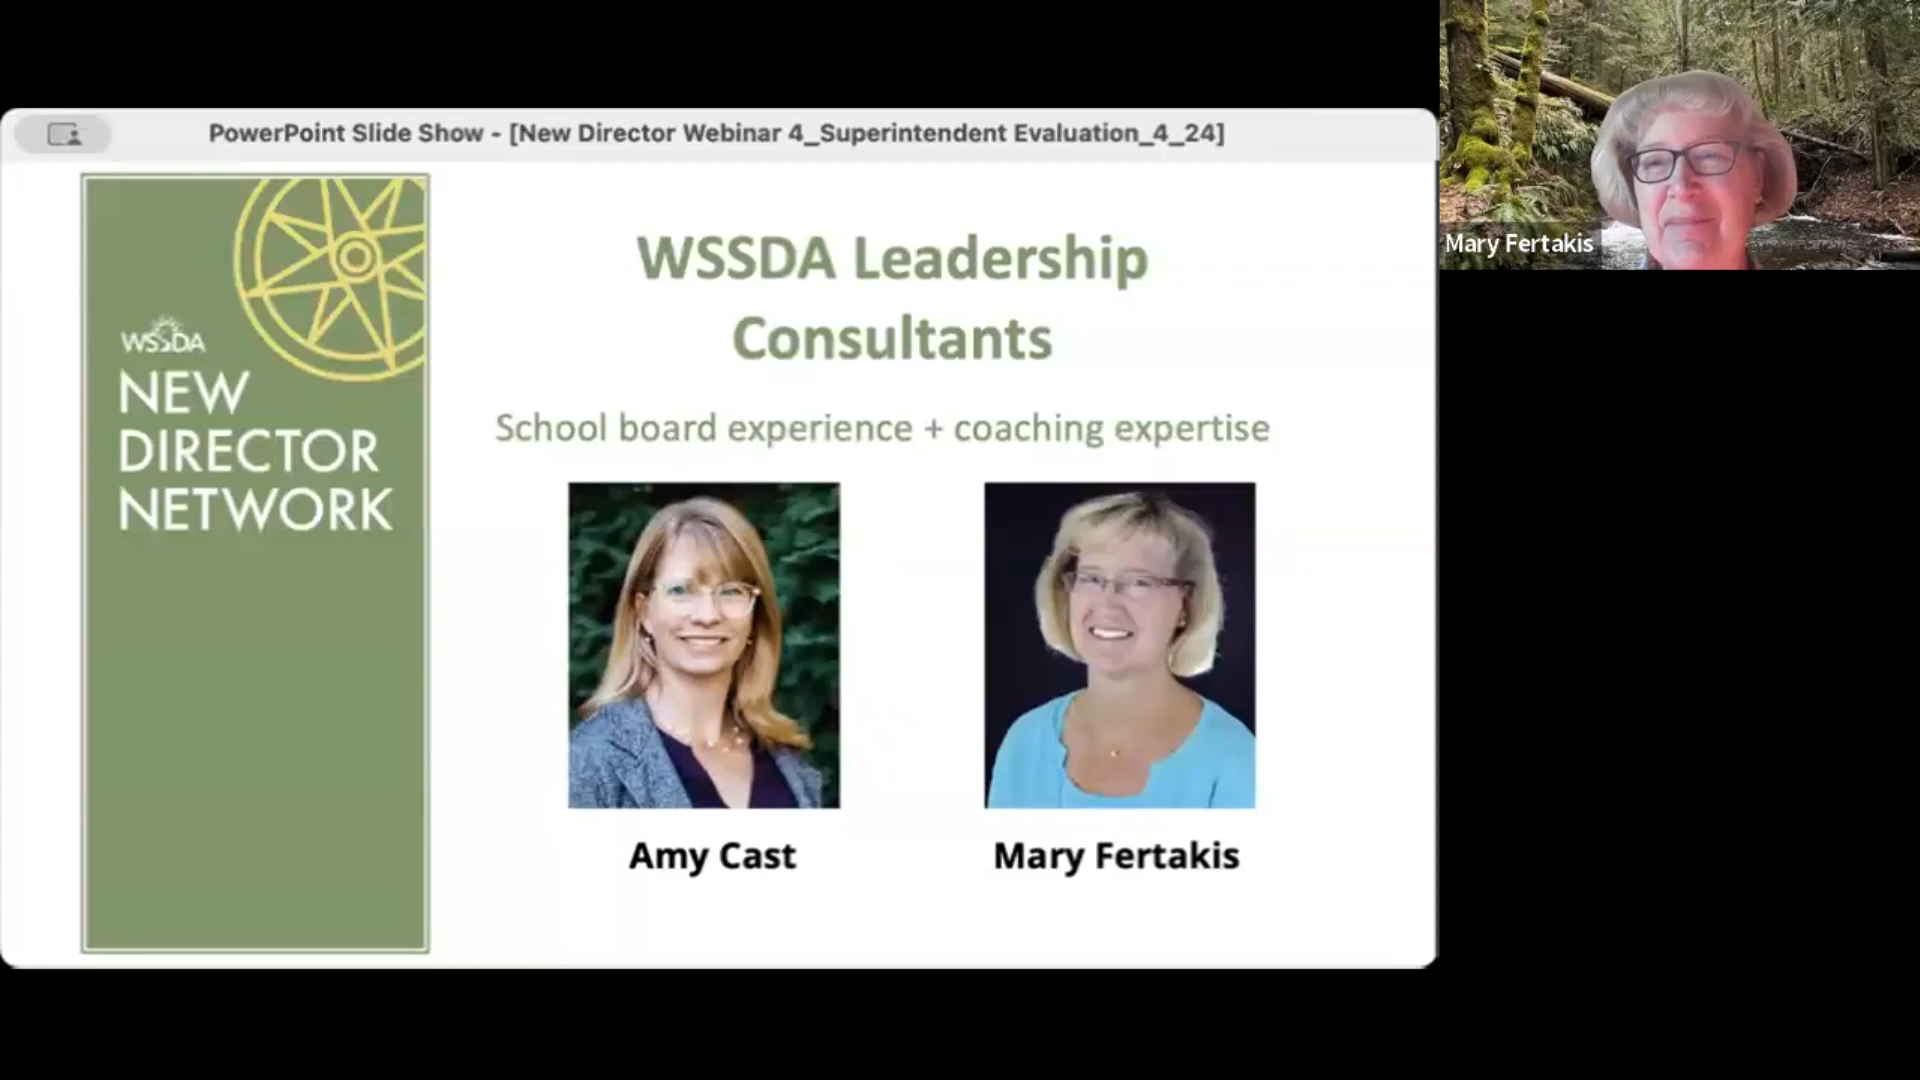 PowerPoint Slide Show - [New Director Webinar 4_Superintendent Evaluation_4_24]
WSSDA
NEW
DIRECTOR
NETWORK
WSSDA Leadership
Consultants
School board experience + coaching expertise
Amy Cast
Mary Fertakis
Mary Fertakis